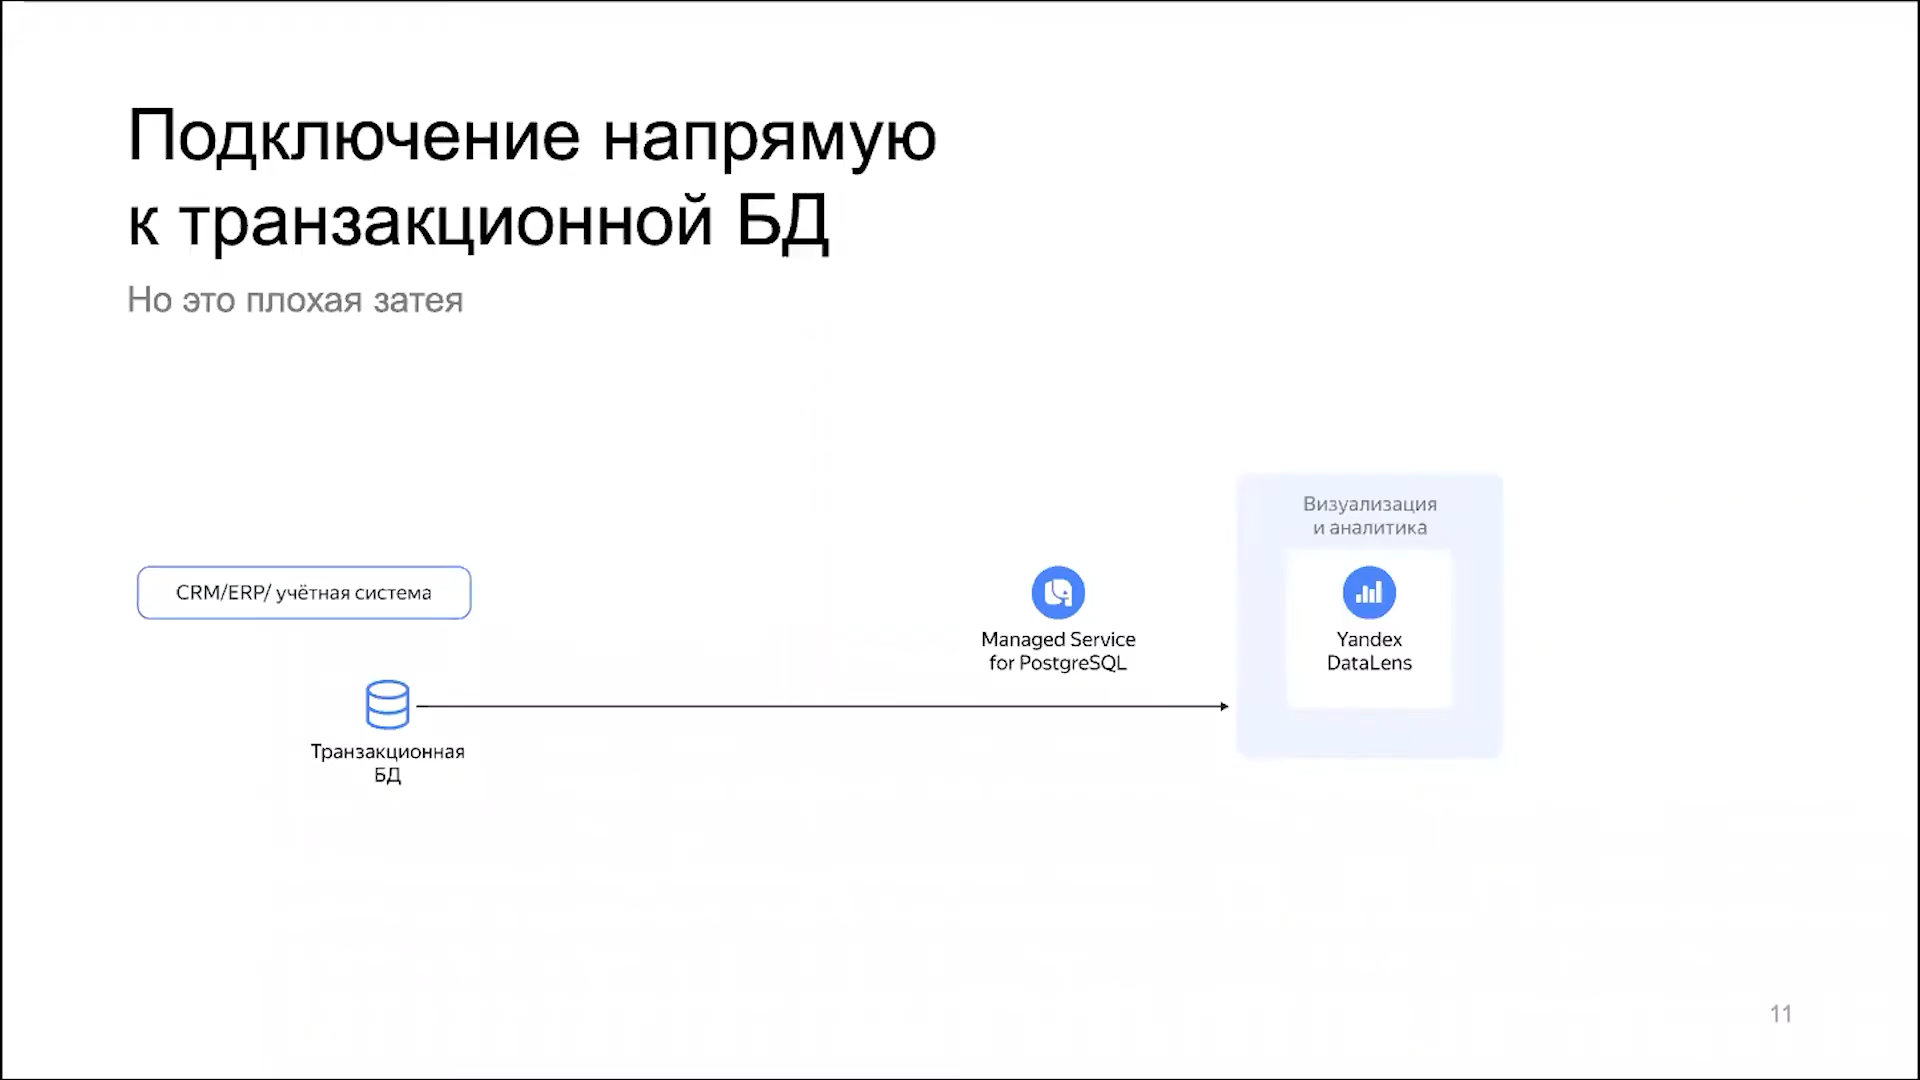 Подключение напрямую
к транзакционной БД
Но это плохая затея
Визуализация
и аналитика
CRM/ERP/ учётная система
Managed Service
for PostgreSQL
Yandex
DataLens
Транзакционная
БД
11